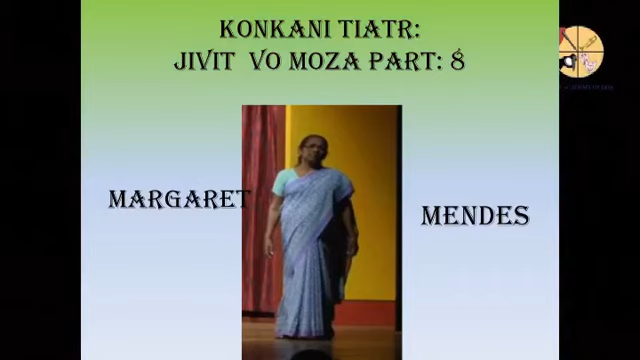 KONKANI TIATR:
JIVIT VO MOZA PART: 8
MARGARET
MENDES